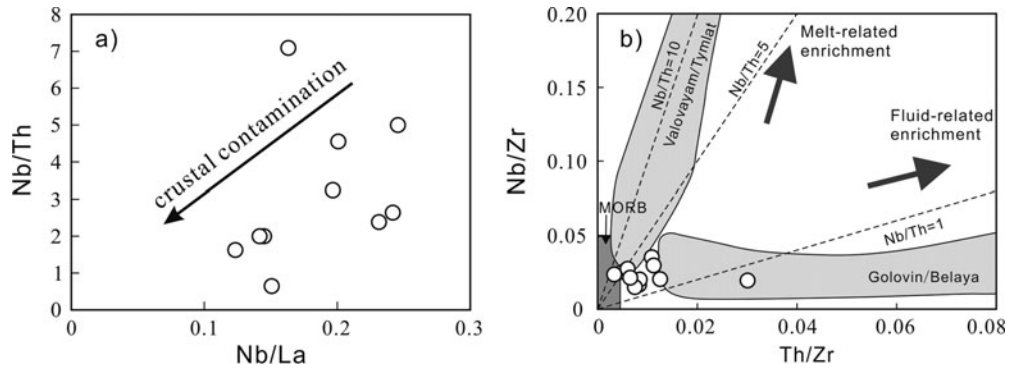 a)
8
7
6
5
4
3
2
1
0
Nb/Th
crustal contamination
0
0.1
0.2
0.3
Nb/La
b)
0.20
0.15
0.10
0.05
0.00
Nb/Zr
Nb/Th=10
Valovayam/Tymlat
Nb/Th=5
Melt-related
enrichment
Fluid-related
enrichment
MORB
Nb/Th=1
Golovin/Belaya
0
0.02
0.04
0.06
0.08
Th/Zr